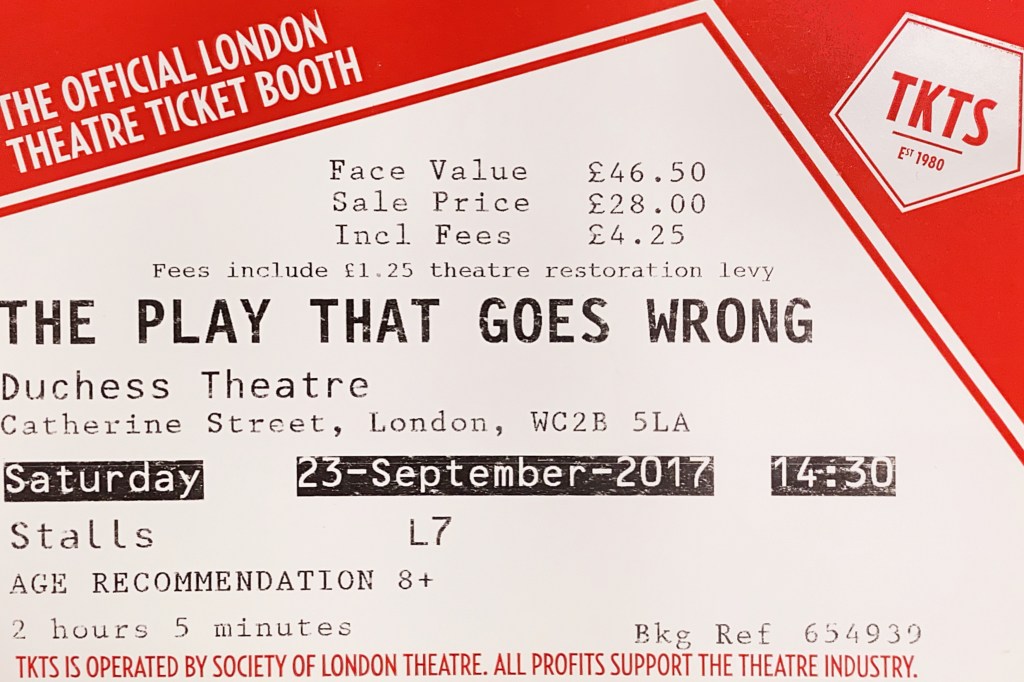 THE OFFICIAL LONDON
THEATRE TICKET BOOTH
TKTS
EST 1980
Face Value £46.50
Sale Price £28.00
Incl Fees £4.25
Fees include £1.25 theatre restoration levy
THE PLAY THAT GOES WRONG
Duchess Theatre
Catherine Street, London, WC2B 5LA
Saturday 23-September-2017 14:30
Stalls L7
AGE RECOMMENDATION 8+
2 hours 5 minutes Bkg Ref 654939
TKTS IS OPERATED BY SOCIETY OF LONDON THEATRE. ALL PROFITS SUPPORT THE THEATRE INDUSTRY.